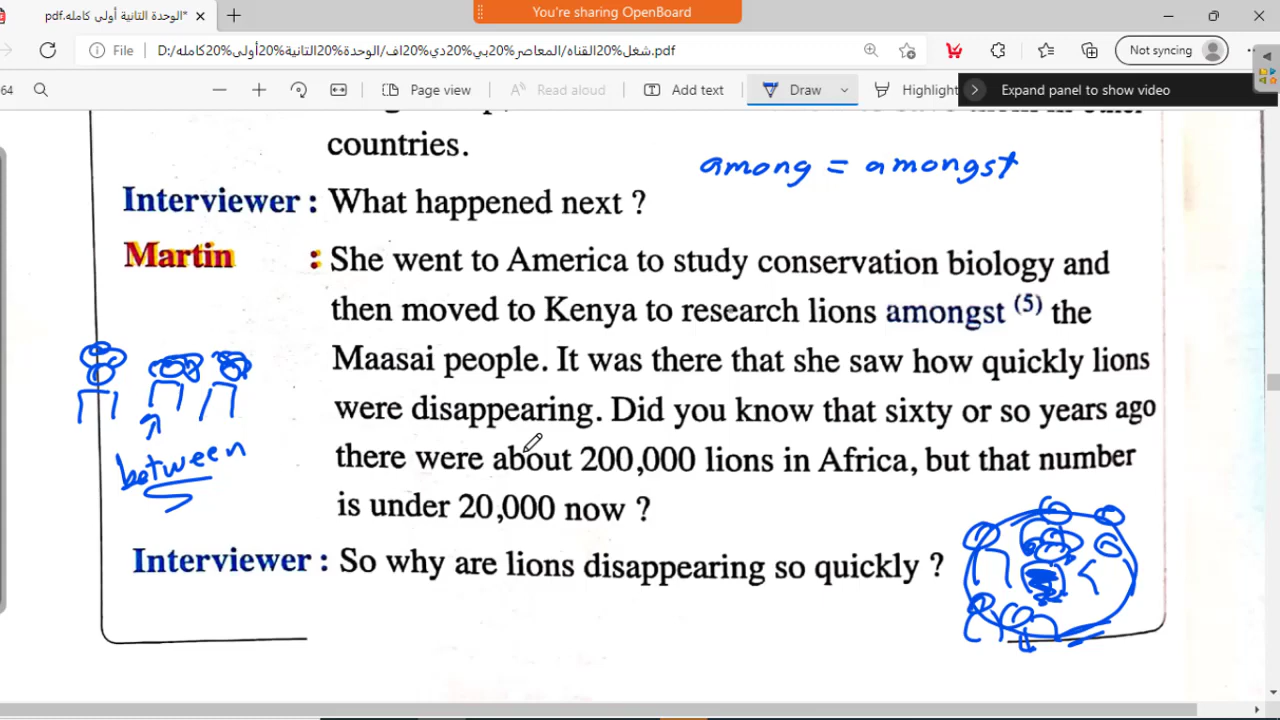 You're sharing OpenBoard
الوحدة الثانية أولى كامله.pdf*
File
D:/شغل%20القناه/المعاصر%20بي%20دي%20اف/الوحدة%20الثانية%20أولى%20كامله.pdf
Not syncing
64
Page view
Read aloud
Add text
Draw
Highlight
Expand panel to show video
countries.
among = amongst
Interviewer : What happened next ?
Martin : She went to America to study conservation biology and
then moved to Kenya to research lions amongst (5) the
Maasai people. It was there that she saw how quickly lions
were disappearing. Did you know that sixty or so years ago
there were about 200,000 lions in Africa, but that number
is under 20,000 now ?
between
Interviewer : So why are lions disappearing so quickly ?